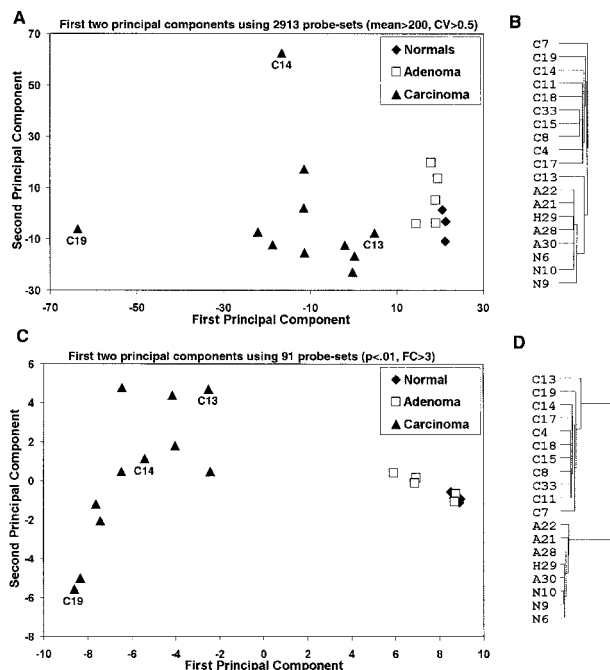 A
First two principal components using 2913 probe-sets (mean>200, CV>0.5)
70
50
30
10
-10
-30
Second Principal Component
C14
C19
C13
Normals
Adenoma
Carcinoma
-70
-50
-30
-10
10
30
First Principal Component
B
C7
C19
C14
C11
C18
C33
C15
C8
C4
C17
C13
A22
A21
H29
A28
A30
N6
N10
N9
C
First two principal components using 91 probe-sets (p<.01, FC>3)
6
4
2
0
-2
-4
-6
-8
Second Principal Component
C13
C14
C19
Normal
Adenoma
Carcinoma
-10
-8
-6
-4
-2
0
2
4
6
8
10
First Principal Component
D
C13
C19
C14
C17
C4
C18
C15
C8
C33
C11
C7
A22
A21
A28
H29
A30
N10
N9
N6